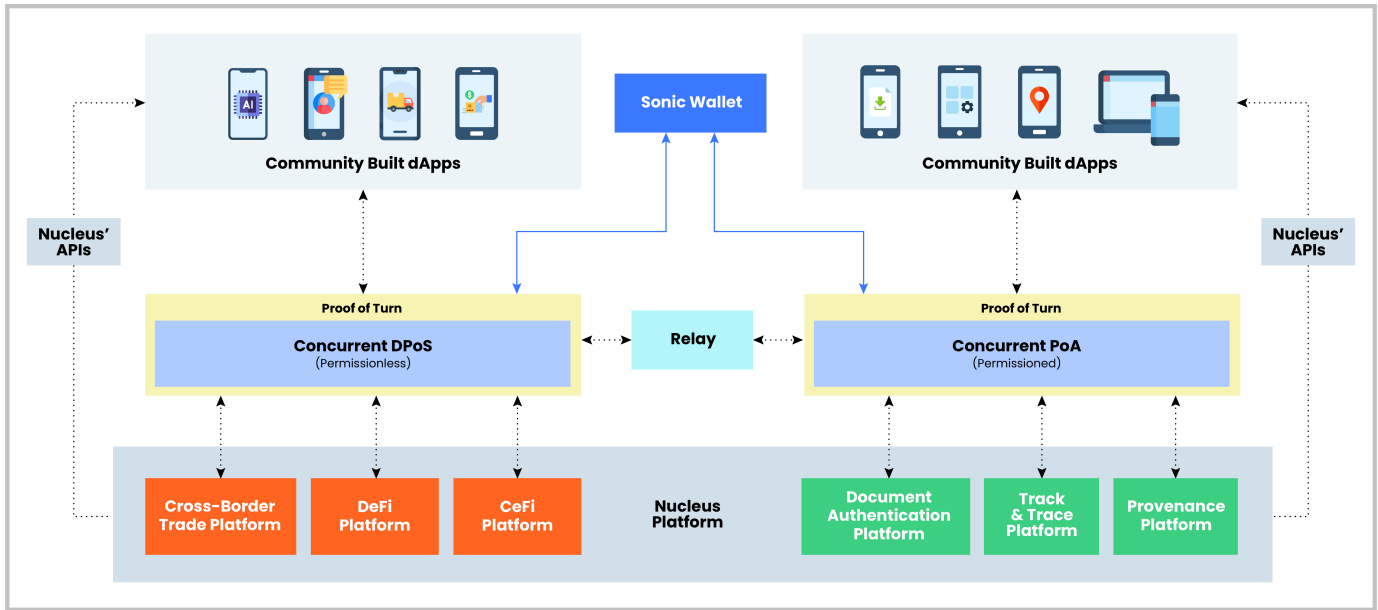 AI
Community Built dApps
Sonic Wallet
Community Built dApps
Nucleus’
APIs
Nucleus’
APIs
Proof of Turn
Concurrent DPoS
(Permissionless)
Relay
Proof of Turn
Concurrent PoA
(Permissioned)
Cross-Border
Trade Platform
DeFi
Platform
CeFi
Platform
Nucleus
Platform
Document
Authentication
Platform
Track
& Trace
Platform
Provenance
Platform